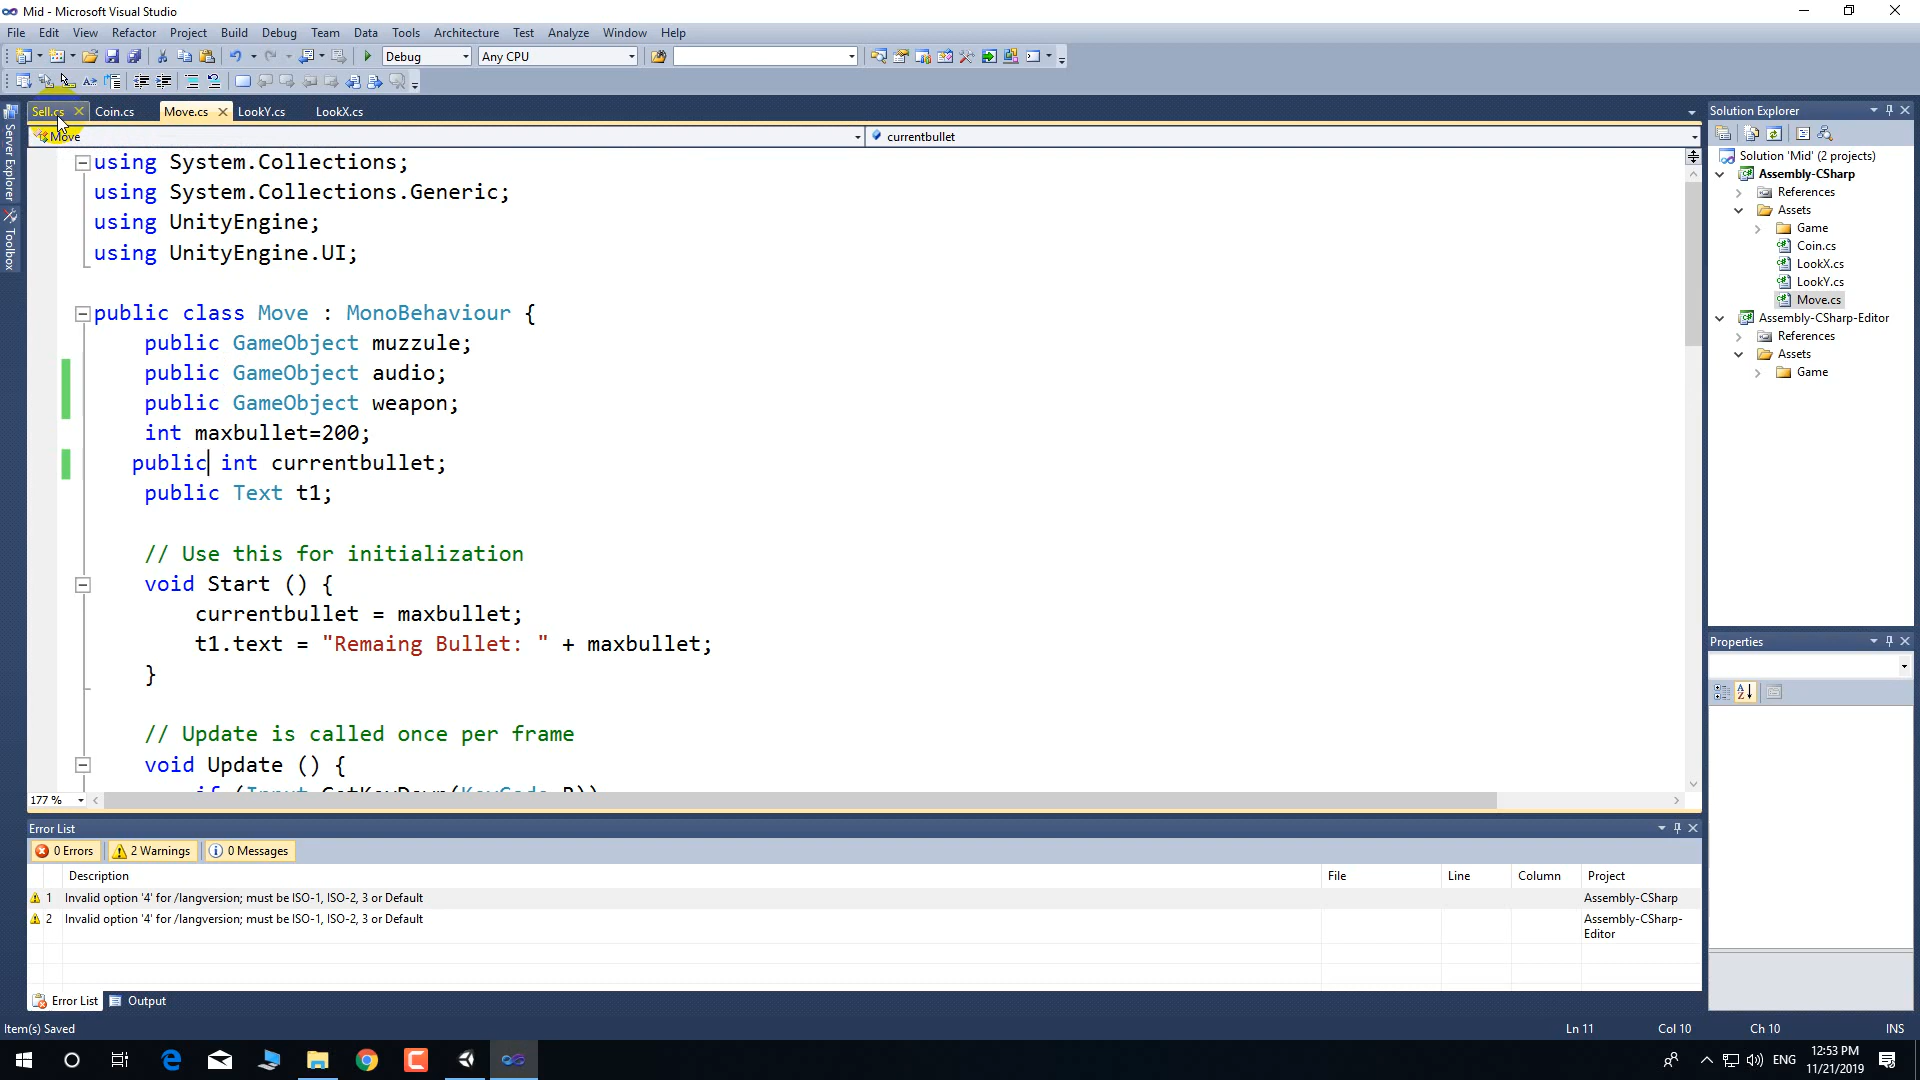 Mid - Microsoft Visual Studio
File Edit View Refactor Project Build Debug Team Data Tools Architecture Test Analyze Window Help
Debug Any CPU
Sell.cs Coin.cs Move.cs LookY.cs LookX.cs
Move currentbullet
Server Explorer
Toolbox
using System.Collections;
using System.Collections.Generic;
using UnityEngine;
using UnityEngine.UI;
public class Move : MonoBehaviour {
public GameObject muzzule;
public GameObject audio;
public GameObject weapon;
int maxbullet=200;
public int currentbullet;
public Text t1;
// Use this for initialization
void Start () {
currentbullet = maxbullet;
t1.text = "Remaing Bullet: " + maxbullet;
}
// Update is called once per frame
void Update () {
if (Input.GetKeyDown(KeyCode.R))
177 %
Solution Explorer
Solution 'Mid' (2 projects)
Assembly-CSharp
References
Assets
Game
Coin.cs
LookX.cs
LookY.cs
Move.cs
Assembly-CSharp-Editor
References
Assets
Game
Properties
Error List
0 Errors 2 Warnings 0 Messages
Description File Line Column Project
1 Invalid option '4' for /langversion; must be ISO-1, ISO-2, 3 or Default Assembly-CSharp
2 Invalid option '4' for /langversion; must be ISO-1, ISO-2, 3 or Default Assembly-CSharp-
Editor
Error List Output
Item(s) Saved Ln 11 Col 10 Ch 10 INS
ENG
12:53 PM
11/21/2019